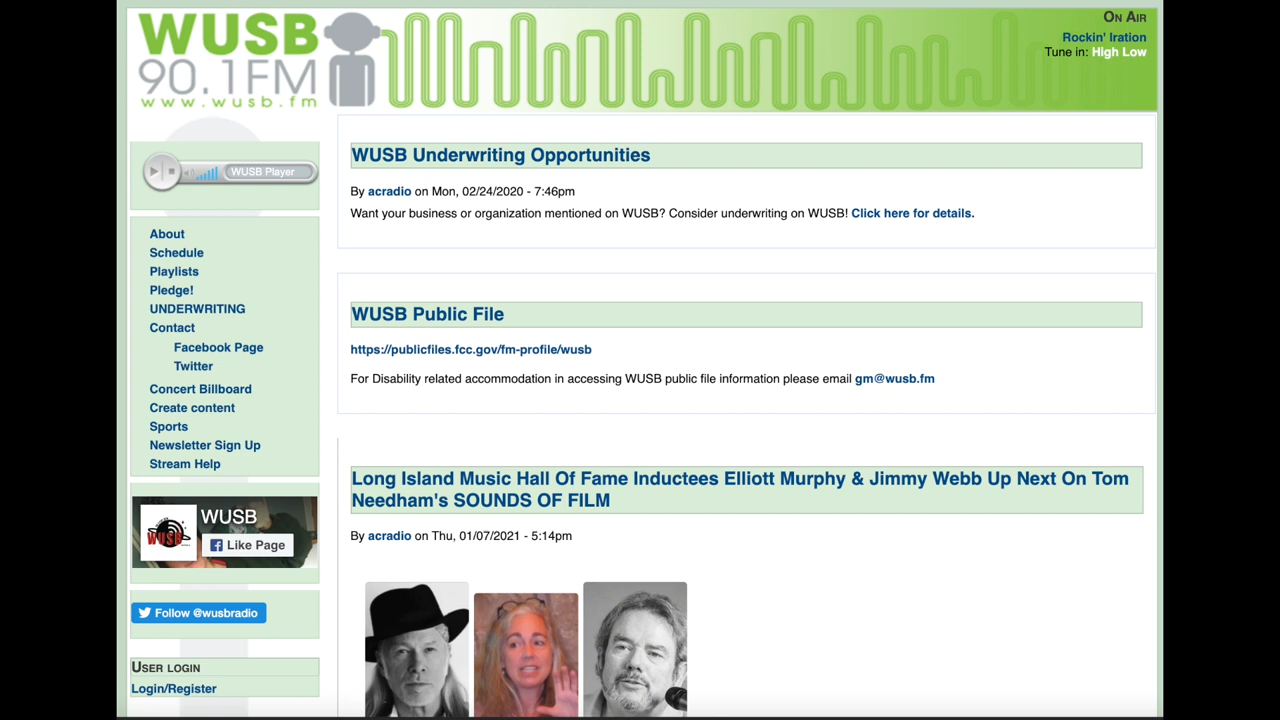 WUSB
90.1FM
www.wusb.fm
On Air
Rockin' Iration
Tune in: High Low
WUSB Player
About
Schedule
Playlists
Pledge!
UNDERWRITING
Contact
Facebook Page
Twitter
Concert Billboard
Create content
Sports
Newsletter Sign Up
Stream Help
WUSB
WUSB
Like Page
Follow @wusbradio
User login
Login/Register
WUSB Underwriting Opportunities
By acradio on Mon, 02/24/2020 - 7:46pm
Want your business or organization mentioned on WUSB? Consider underwriting on WUSB! Click here for details.
WUSB Public File
https://publicfiles.fcc.gov/fm-profile/wusb
For Disability related accommodation in accessing WUSB public file information please email gm@wusb.fm
Long Island Music Hall Of Fame Inductees Elliott Murphy & Jimmy Webb Up Next On Tom
Needham's SOUNDS OF FILM
By acradio on Thu, 01/07/2021 - 5:14pm